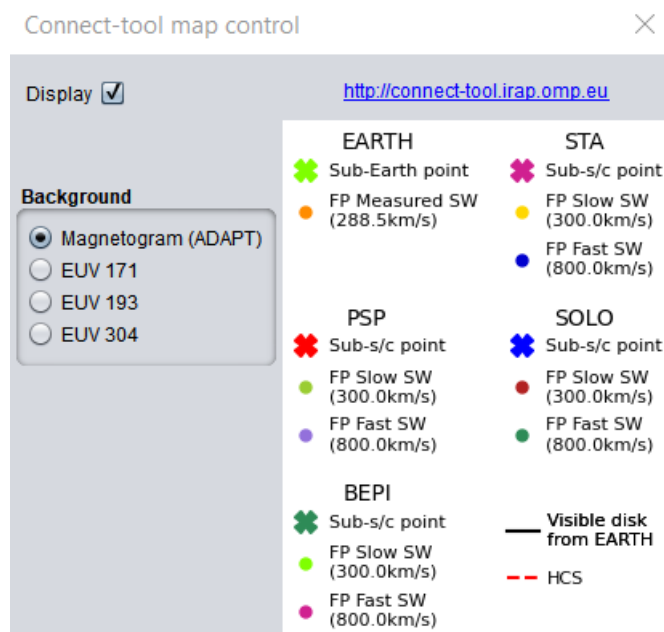 Connect-tool map control
Display
http://connect-tool.irap.omp.eu
Background
Magnetogram (ADAPT)
EUV 171
EUV 193
EUV 304
EARTH
Sub-Earth point
FP Measured SW
(288.5km/s)
STA
Sub-s/c point
FP Slow SW
(300.0km/s)
FP Fast SW
(800.0km/s)
PSP
Sub-s/c point
FP Slow SW
(300.0km/s)
FP Fast SW
(800.0km/s)
SOLO
Sub-s/c point
FP Slow SW
(300.0km/s)
FP Fast SW
(800.0km/s)
BEPI
Sub-s/c point
FP Slow SW
(300.0km/s)
FP Fast SW
(800.0km/s)
Visible disk
from EARTH
HCS